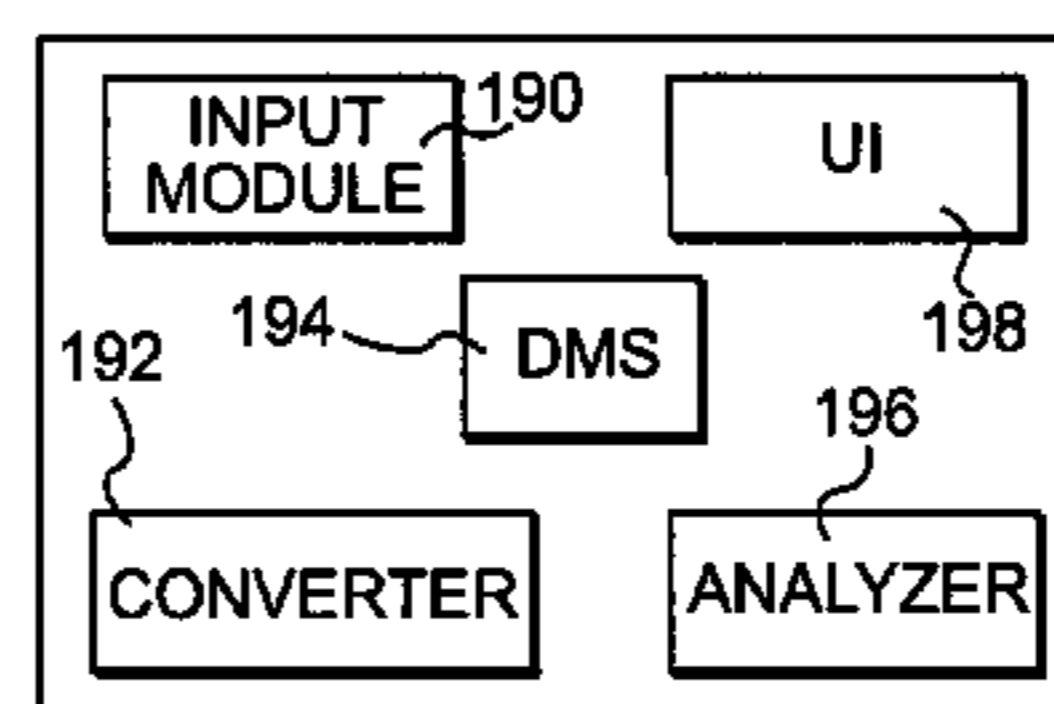 INPUT
MODULE
190
UI
198
194
DMS
192
196
CONVERTER
ANALYZER